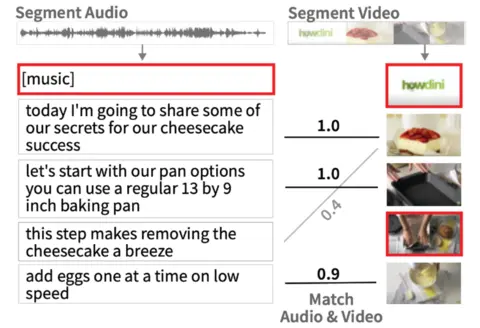 Segment Audio
Segment Video
howdini
[music]
howdini
today I'm going to share some of
our secrets for our cheesecake
success
1.0
let's start with our pan options
you can use a regular 13 by 9
inch baking pan
1.0
0.4
this step makes removing the
cheesecake a breeze
add eggs one at a time on low
speed
0.9
Match
Audio & Video